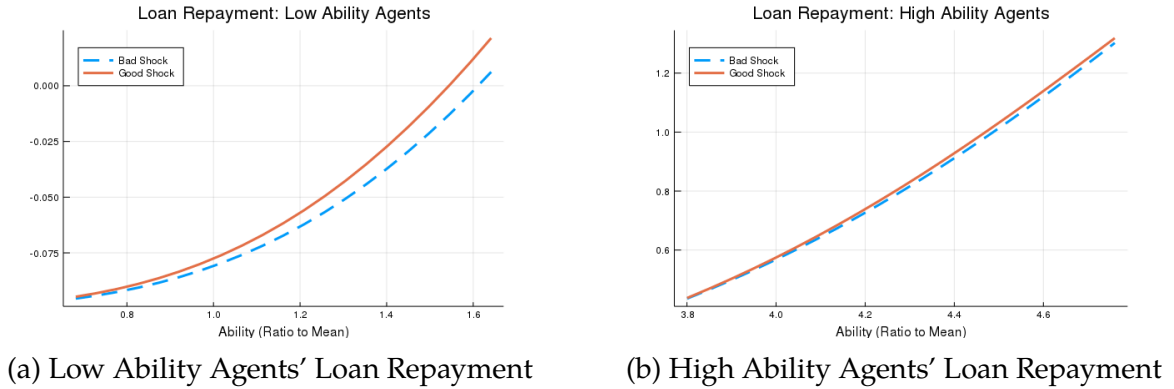 Loan Repayment: Low Ability Agents
Bad Shock
Good Shock
0.000
-0.025
-0.050
-0.075
0.8 1.0 1.2 1.4 1.6
Ability (Ratio to Mean)
(a) Low Ability Agents’ Loan Repayment
Loan Repayment: High Ability Agents
Bad Shock
Good Shock
1.2
1.0
0.8
0.6
3.8 4.0 4.2 4.4 4.6
Ability (Ratio to Mean)
(b) High Ability Agents’ Loan Repayment